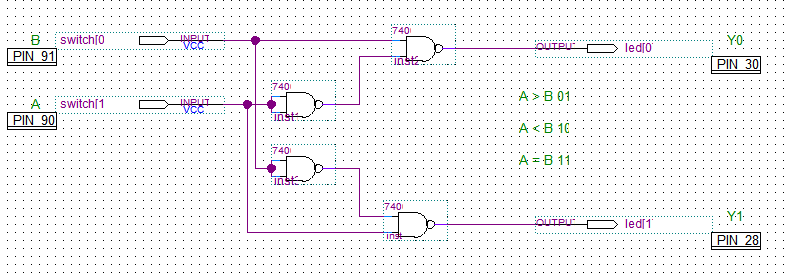 7400
B switch[0 INPUT VCC
PIN_91
inst2
OUTPUT led[0 Y0
PIN_30
740
A switch[1 INPUT VCC
PIN_90
inst
A > B 01
A < B 10
A = B 11
740
inst
740
inst
OUTPUT led[1 Y1
PIN_28